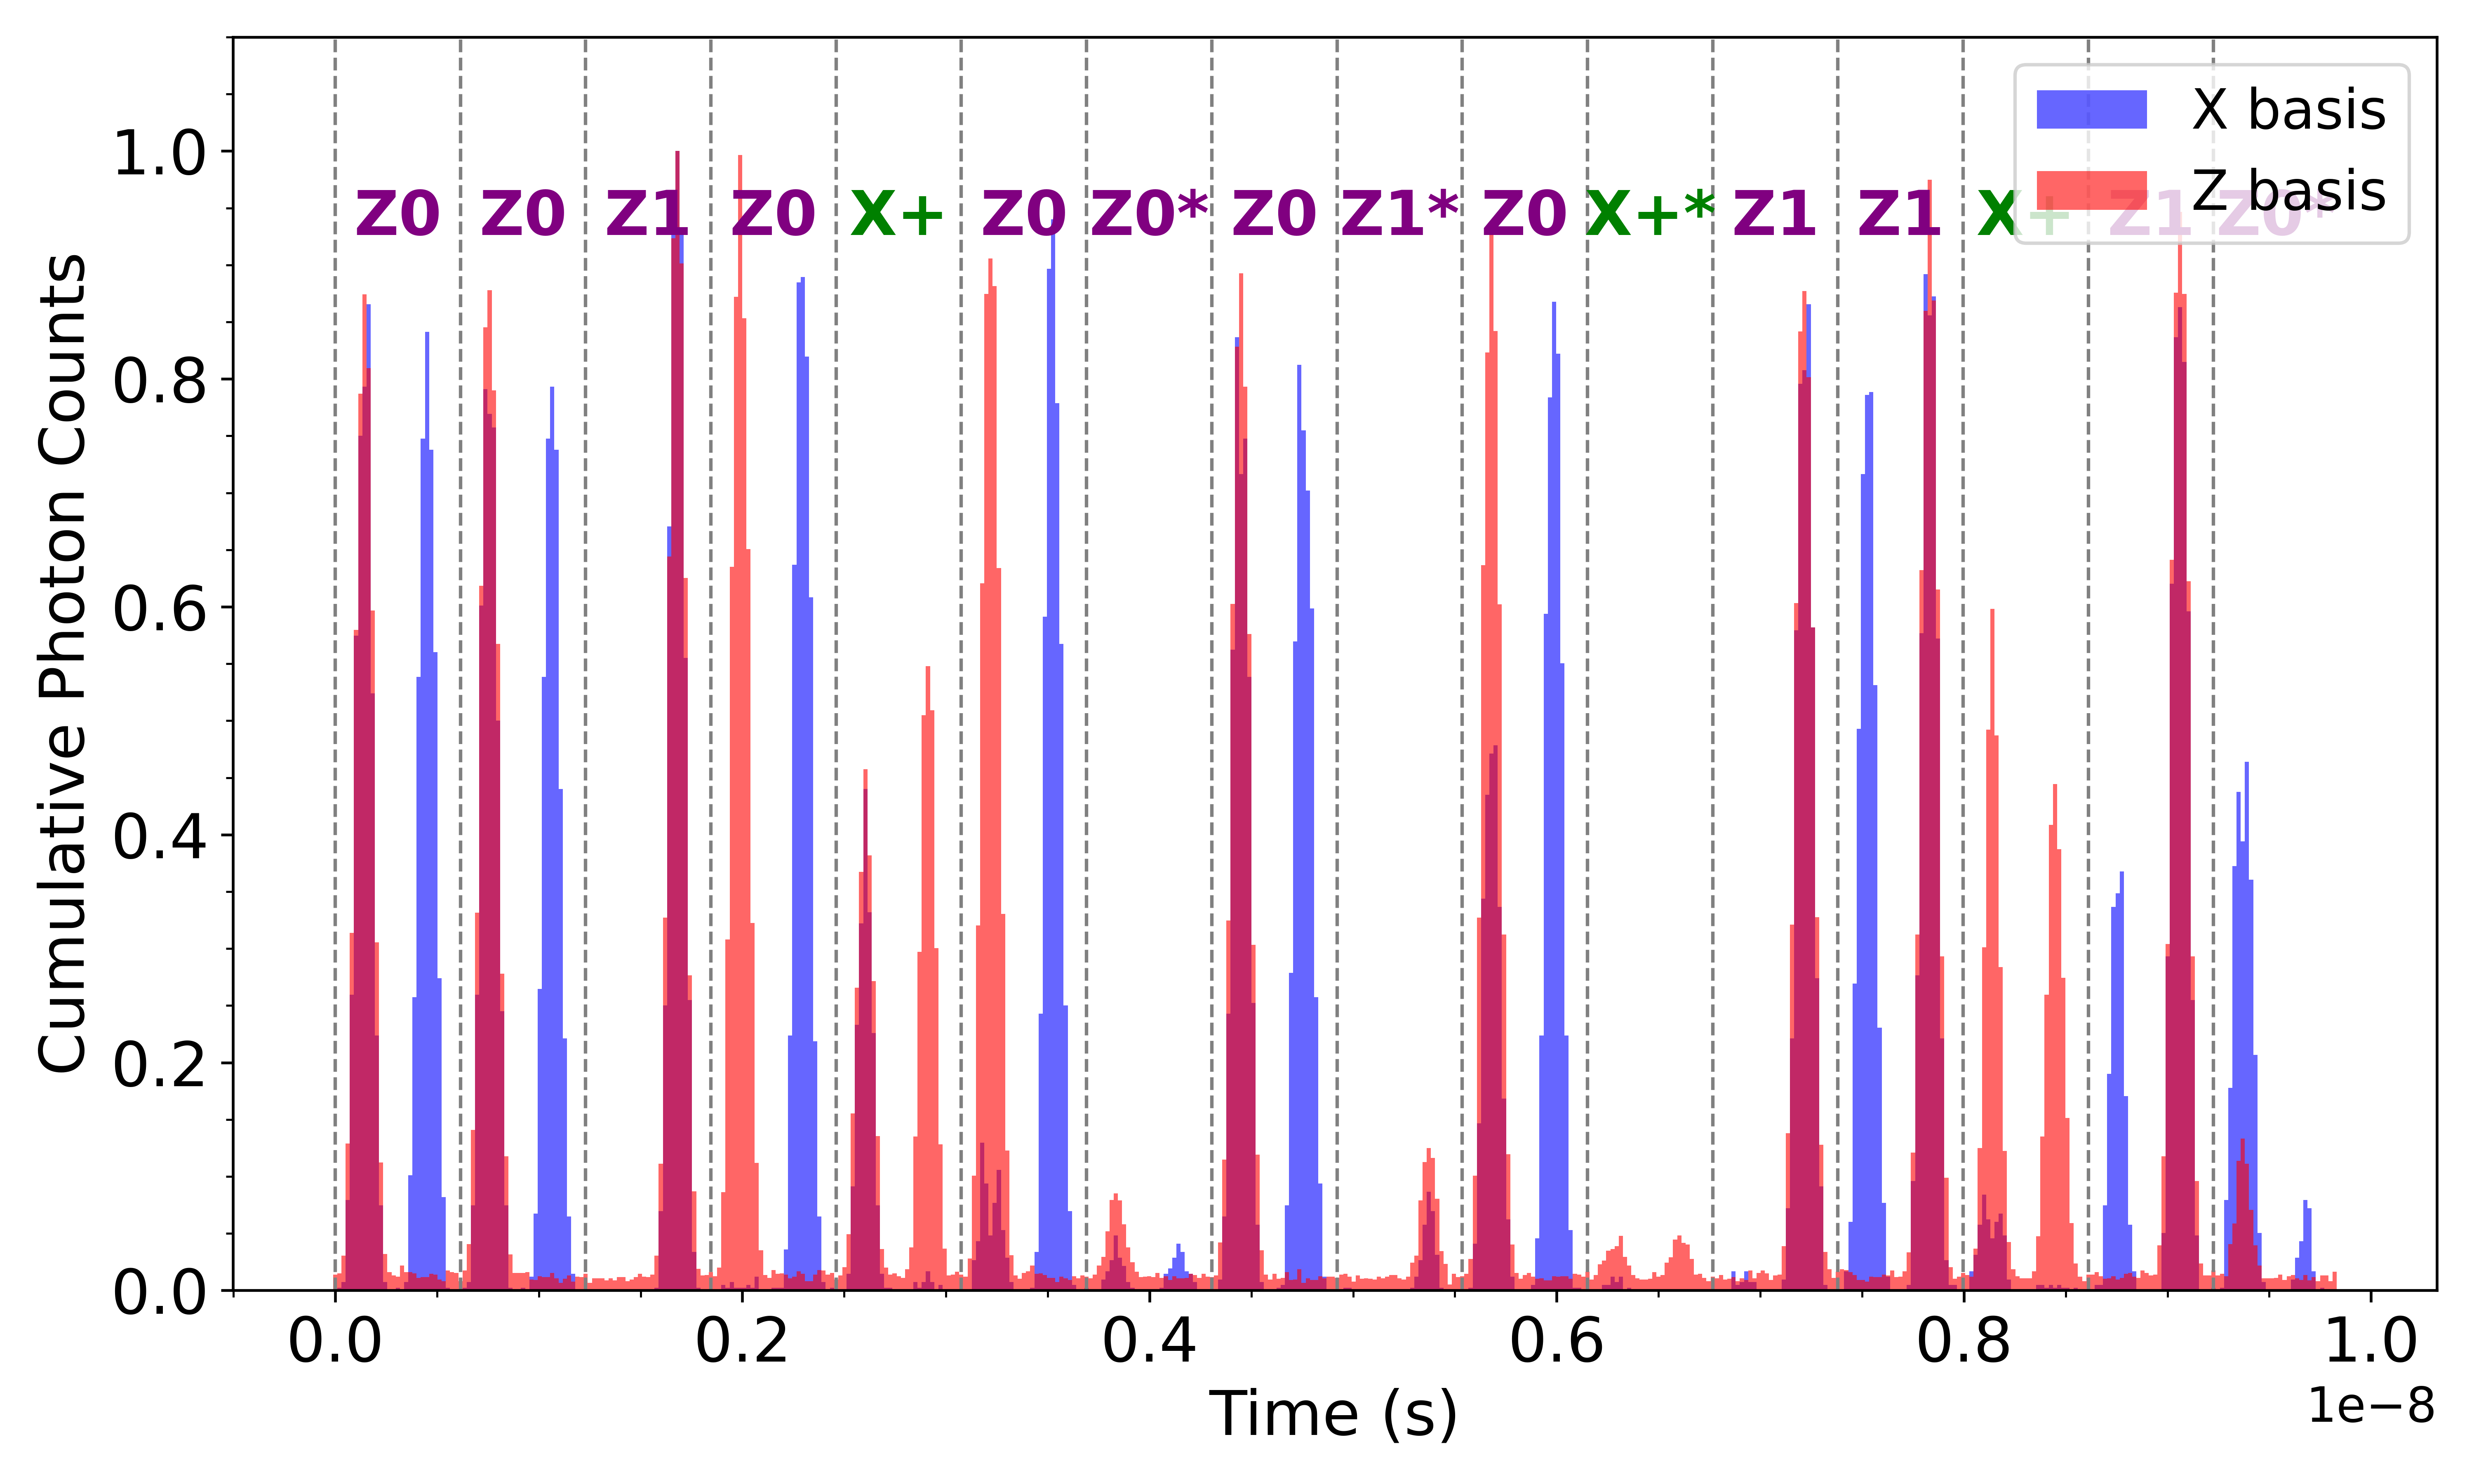 Cumulative Photon Counts
1.0
0.8
0.6
0.4
0.2
0.0
X basis
Z basis
Z0 Z0 Z1 Z0 X+ Z0 Z0* Z0 Z1* Z0 X+* Z1 Z1 X+ Z1 Z0*
0.0 0.2 0.4 0.6 0.8 1.0
1e−8
Time (s)